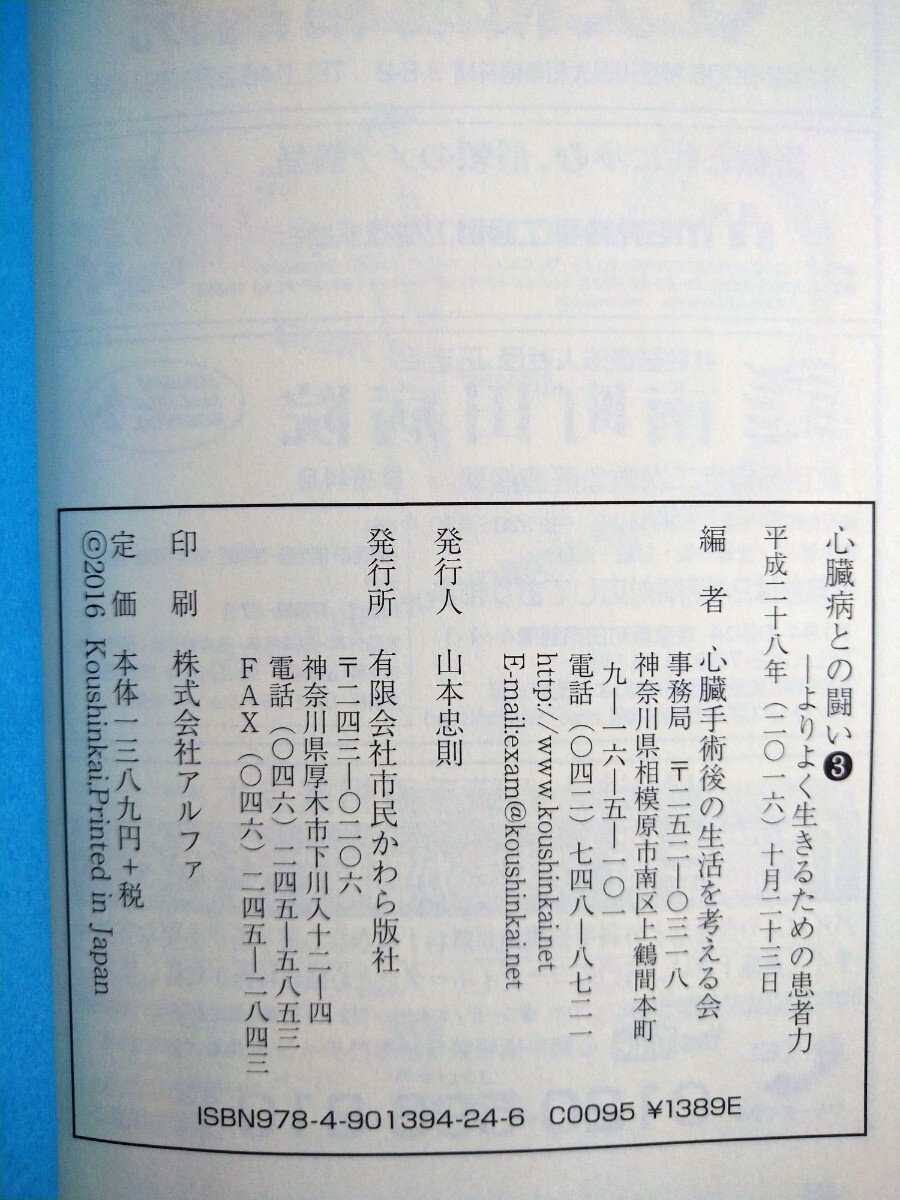 心臓病との闘い❸
―よりよく生きるための患者力
平成二十八年（二〇一六）十月二十三日
編　者　心臓手術後の生活を考える会
事務局　〒二五二―〇三一八
神奈川県相模原市南区上鶴間本町
九―一六―五―一〇一
電話（〇四二）七四八―八七二一
http://www.koushinkai.net
E-mail:exam@koushinkai.net
発行人　山本忠則
発行所　有限会社市民かわら版社
〒二四三―〇二〇六
神奈川県厚木市下川入十二―四
電話（〇四六）二四五―五八五三
FAX（〇四六）二四五―二八四三
印　刷　株式会社アルファ
定　価　本体一三八九円＋税
©2016 Koushinkai,Printed in Japan
ISBN978-4-901394-24-6 C0095 ¥1389E